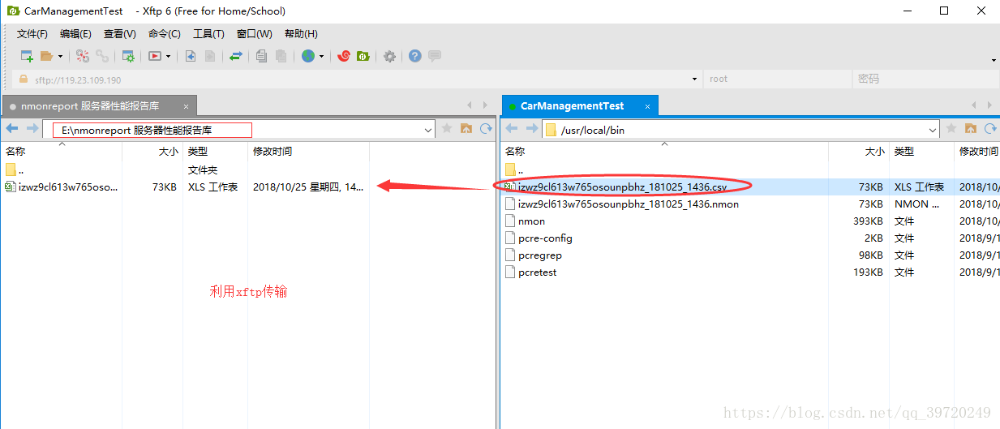 CarManagementTest - Xftp 6 (Free for Home/School)
文件(F) 编辑(E) 查看(V) 命令(C) 工具(T) 窗口(W) 帮助(H)
sftp://119.23.109.190 root 密码
nmonreport 服务器性能报告库 × CarManagementTest ×
E:\nmonreport 服务器性能报告库 /usr/local/bin
名称 大小 类型 修改时间 名称 大小 类型 修改时间
.. 文件夹 ..
izwz9cl613w765oso... 73KB XLS 工作表 2018/10/25 星期四, 14... izwz9cl613w765osounpbhz_181025_1436.csv 73KB XLS 工作表 2018/10/
izwz9cl613w765osounpbhz_181025_1436.nmon 73KB NMON ... 2018/10/
nmon 393KB 文件 2018/10/
pcre-config 2KB 文件 2018/9/1
pcregrep 98KB 文件 2018/9/1
pcretest 193KB 文件 2018/9/1
利用xftp传输
https://blog.csdn.net/qq_39720249